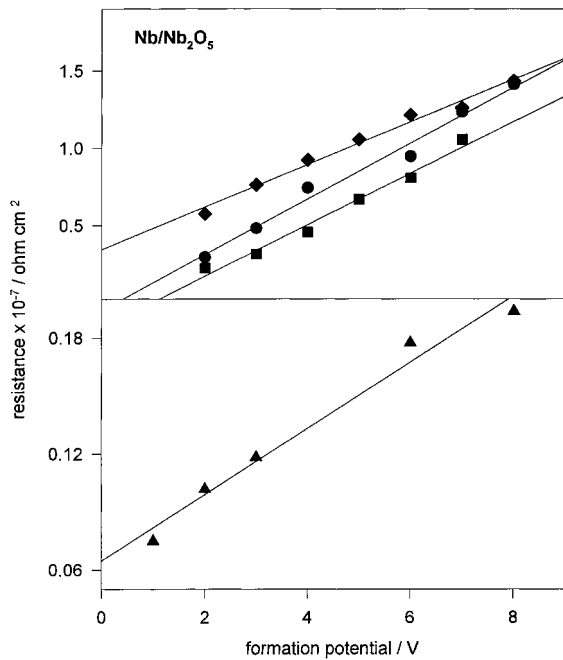 Nb/Nb₂O₅
1.5
1.0
0.5
0.18
0.12
0.06
0 2 4 6 8
resistance x 10⁻⁷ / ohm cm²
formation potential / V